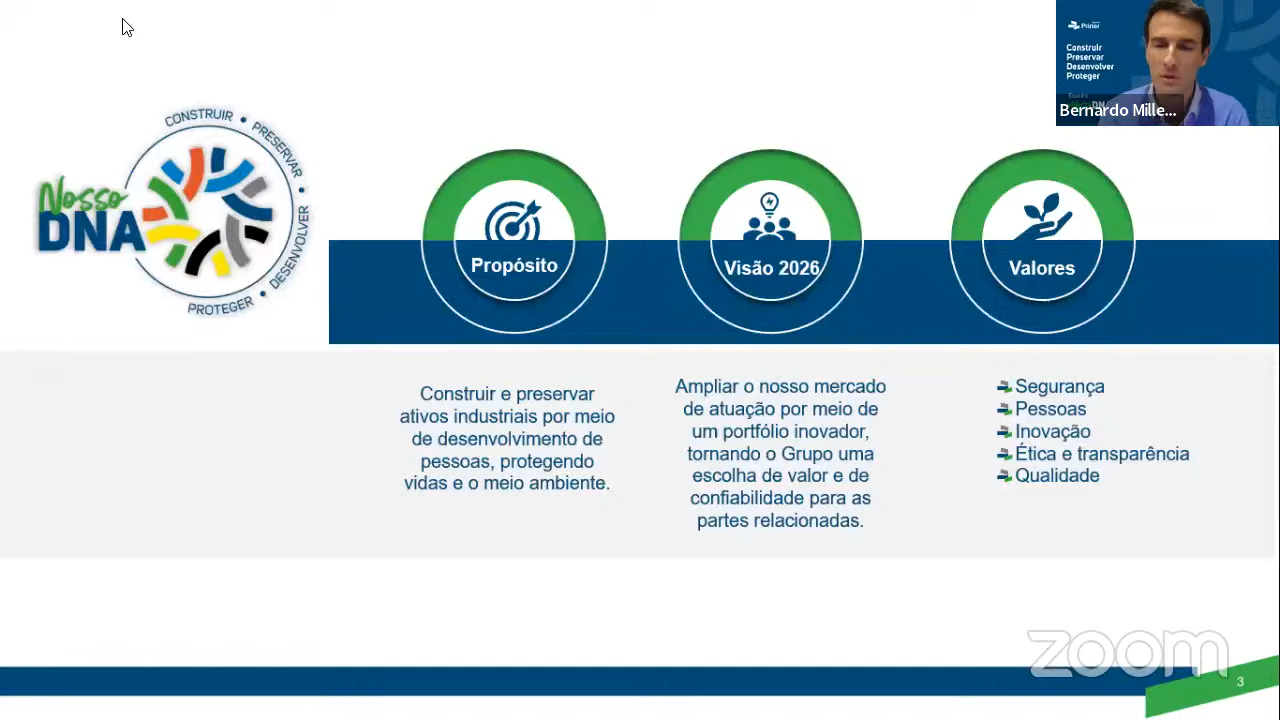 Priner
Construir
Preservar
Desenvolver
Proteger
Bernardo Mille...
CONSTRUIR • PRESERVAR • DESENVOLVER • PROTEGER
Nosso
DNA
Propósito
Visão 2026
Valores
Construir e preservar
ativos industriais por meio
de desenvolvimento de
pessoas, protegendo
vidas e o meio ambiente.
Ampliar o nosso mercado
de atuação por meio de
um portfólio inovador,
tornando o Grupo uma
escolha de valor e de
confiabilidade para as
partes relacionadas.
Segurança
Pessoas
Inovação
Ética e transparência
Qualidade
zoom
3